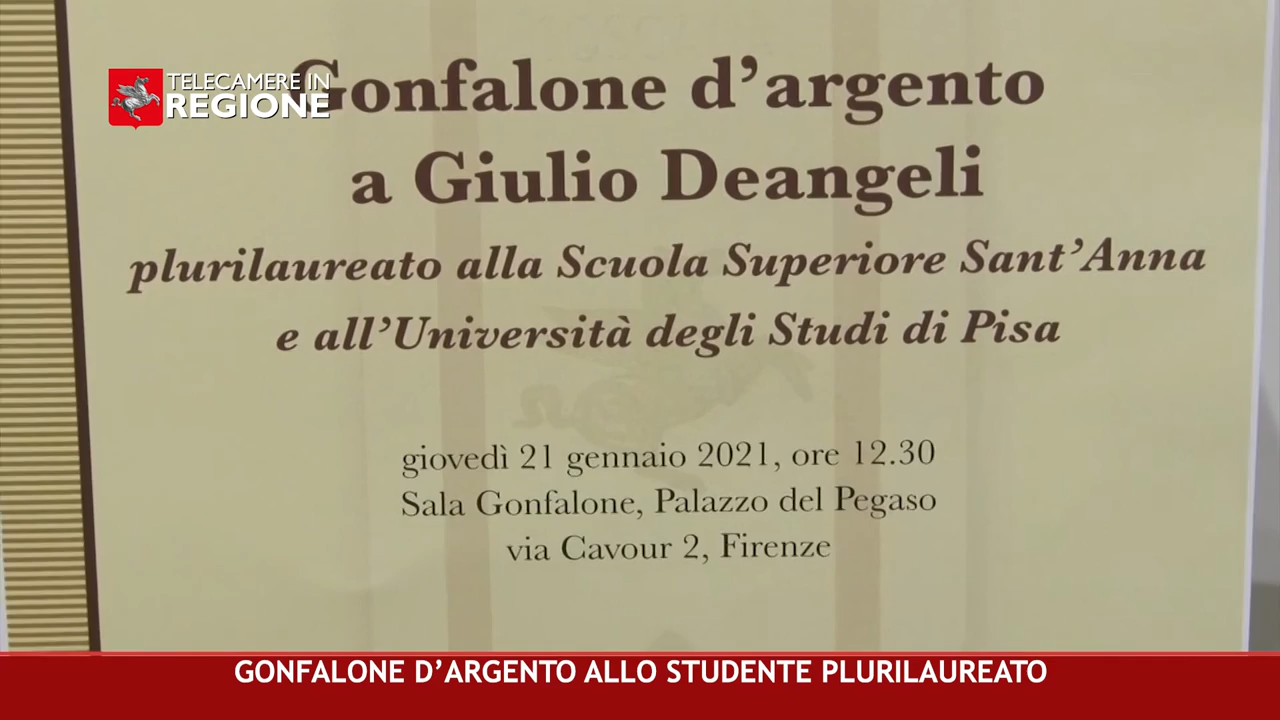 TELECAMERE IN
REGIONE
Gonfalone d’argento
a Giulio Deangeli
plurilaureato alla Scuola Superiore Sant’Anna
e all’Università degli Studi di Pisa
giovedì 21 gennaio 2021, ore 12.30
Sala Gonfalone, Palazzo del Pegaso
via Cavour 2, Firenze
GONFALONE D’ARGENTO ALLO STUDENTE PLURILAUREATO